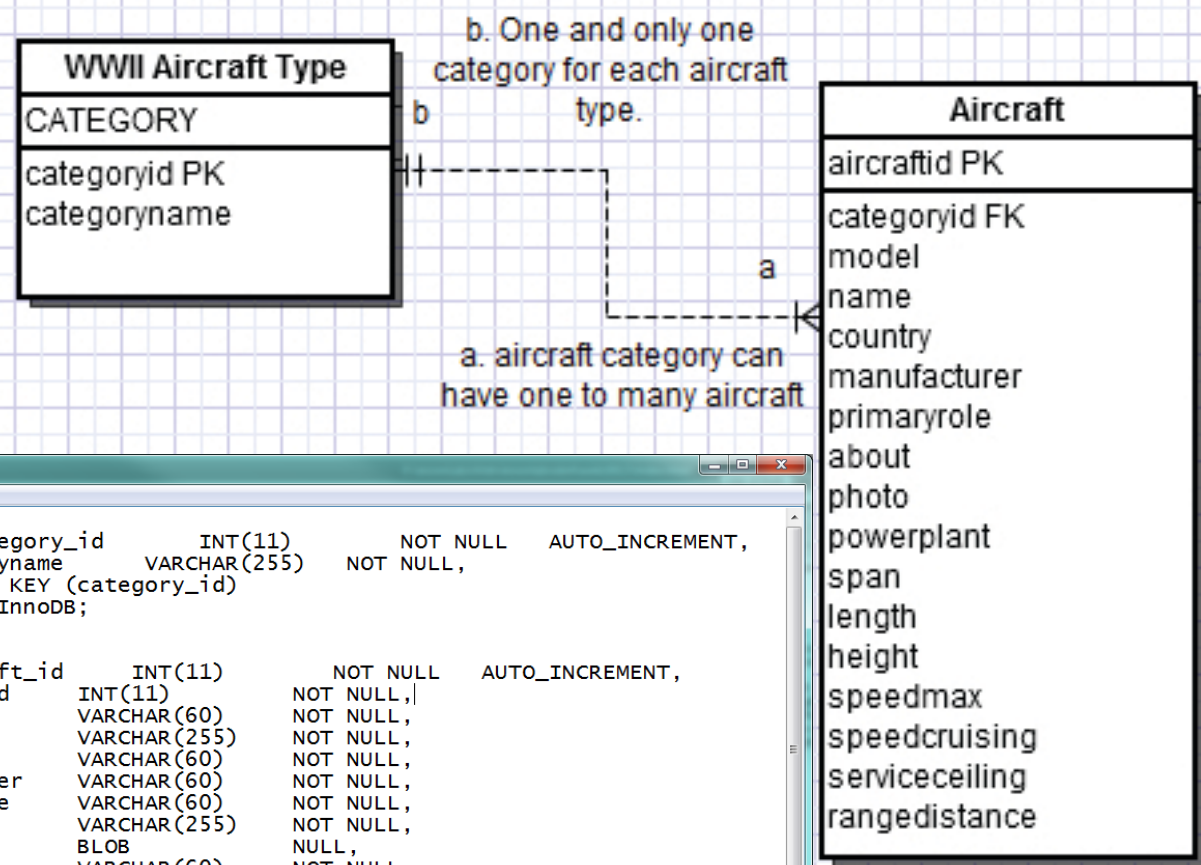 WWII Aircraft Type
CATEGORY
categoryid PK
categoryname
b. One and only one
category for each aircraft
type.
b
a
a. aircraft category can
have one to many aircraft
Aircraft
aircraftid PK
categoryid FK
model
name
country
manufacturer
primaryrole
about
photo
powerplant
span
length
height
speedmax
speedcruising
serviceceiling
rangedistance
egory_id INT(11) NOT NULL AUTO_INCREMENT,
yname VARCHAR(255) NOT NULL,
KEY (category_id)
InnoDB;
ft_id INT(11) NOT NULL AUTO_INCREMENT,
d INT(11) NOT NULL,
VARCHAR(60) NOT NULL,
VARCHAR(255) NOT NULL,
VARCHAR(60) NOT NULL,
er VARCHAR(60) NOT NULL,
e VARCHAR(60) NOT NULL,
VARCHAR(255) NOT NULL,
BLOB NULL,